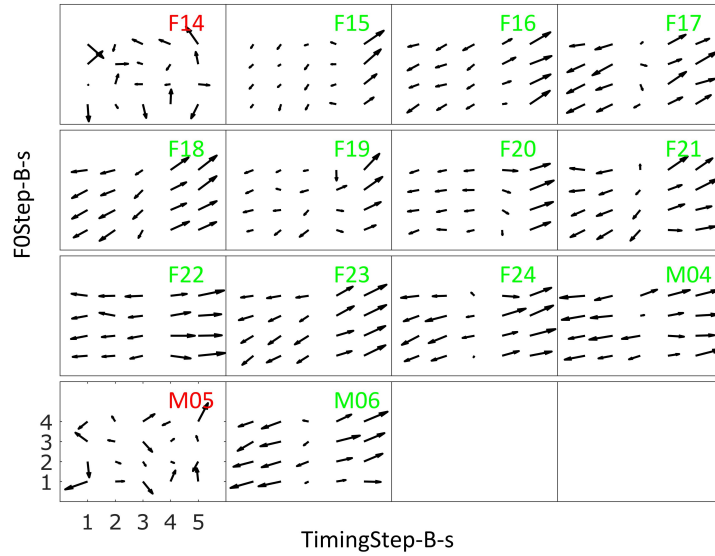 F14 F15 F16 F17
F18 F19 F20 F21
F0Step-B-s
F22 F23 F24 M04
M05 M06
4
3
2
1
1 2 3 4 5
TimingStep-B-s